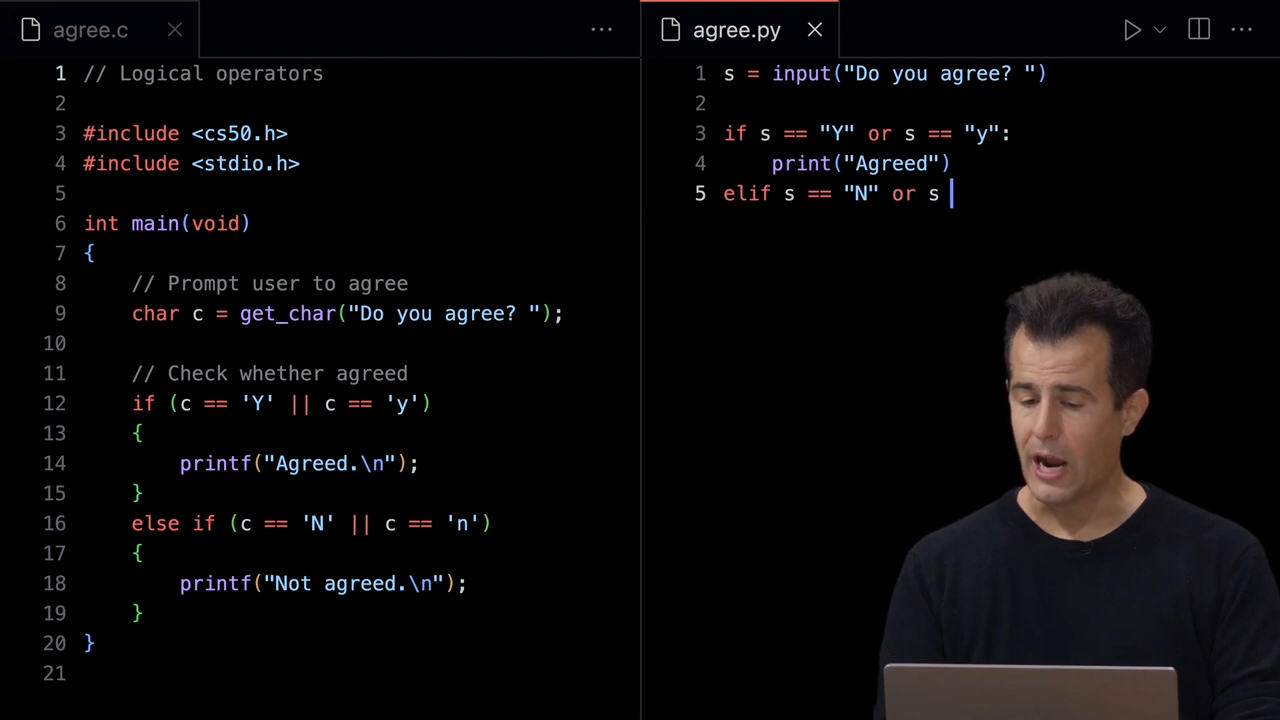 agree.c
1 // Logical operators
2
3 #include <cs50.h>
4 #include <stdio.h>
5
6 int main(void)
7 {
8     // Prompt user to agree
9     char c = get_char("Do you agree? ");
10
11     // Check whether agreed
12     if (c == 'Y' || c == 'y')
13     {
14         printf("Agreed.\n");
15     }
16     else if (c == 'N' || c == 'n')
17     {
18         printf("Not agreed.\n");
19     }
20 }
21
agree.py
1 s = input("Do you agree? ")
2
3 if s == "Y" or s == "y":
4     print("Agreed")
5 elif s == "N" or s